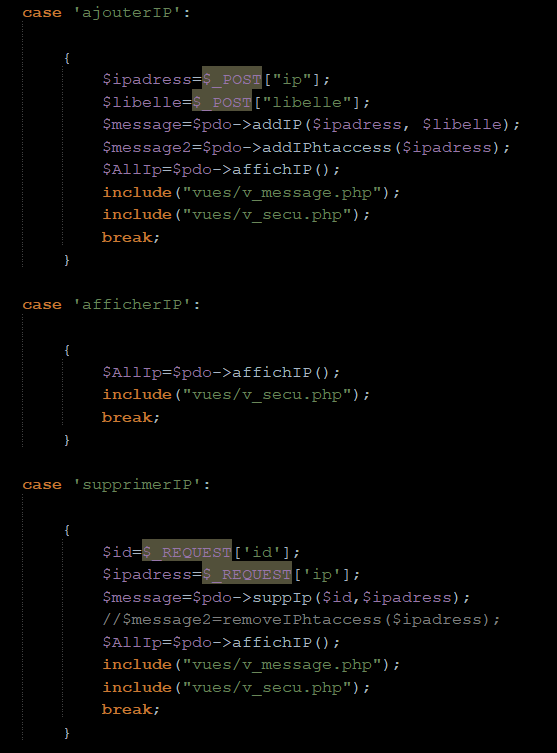 case 'ajouterIP':
{
$ipadress=$_POST["ip"];
$libelle=$_POST["libelle"];
$message=$pdo->addIP($ipadress, $libelle);
$message2=$pdo->addIPhtaccess($ipadress);
$AllIp=$pdo->affichIP();
include("vues/v_message.php");
include("vues/v_secu.php");
break;
}
case 'afficherIP':
{
$AllIp=$pdo->affichIP();
include("vues/v_secu.php");
break;
}
case 'supprimerIP':
{
$id=$_REQUEST['id'];
$ipadress=$_REQUEST['ip'];
$message=$pdo->suppIp($id,$ipadress);
//$message2=removeIPhtaccess($ipadress);
$AllIp=$pdo->affichIP();
include("vues/v_message.php");
include("vues/v_secu.php");
break;
}